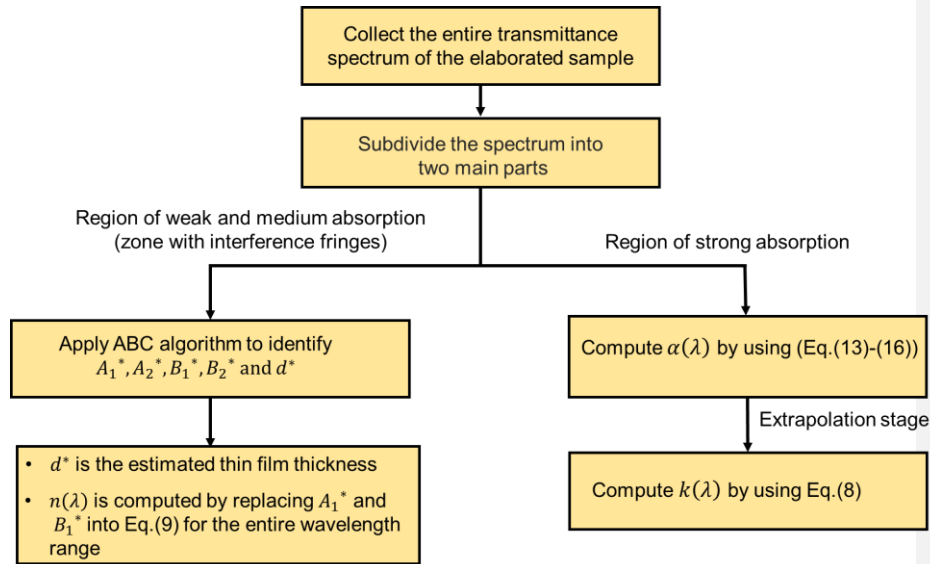 Collect the entire transmittance
spectrum of the elaborated sample
Subdivide the spectrum into
two main parts
Region of weak and medium absorption
(zone with interference fringes)
Region of strong absorption
Apply ABC algorithm to identify
A₁*, A₂*, B₁*, B₂* and d*
Compute α(λ) by using (Eq.(13)-(16))
Extrapolation stage
• d* is the estimated thin film thickness
• n(λ) is computed by replacing A₁* and
B₁* into Eq.(9) for the entire wavelength
range
Compute k(λ) by using Eq.(8)